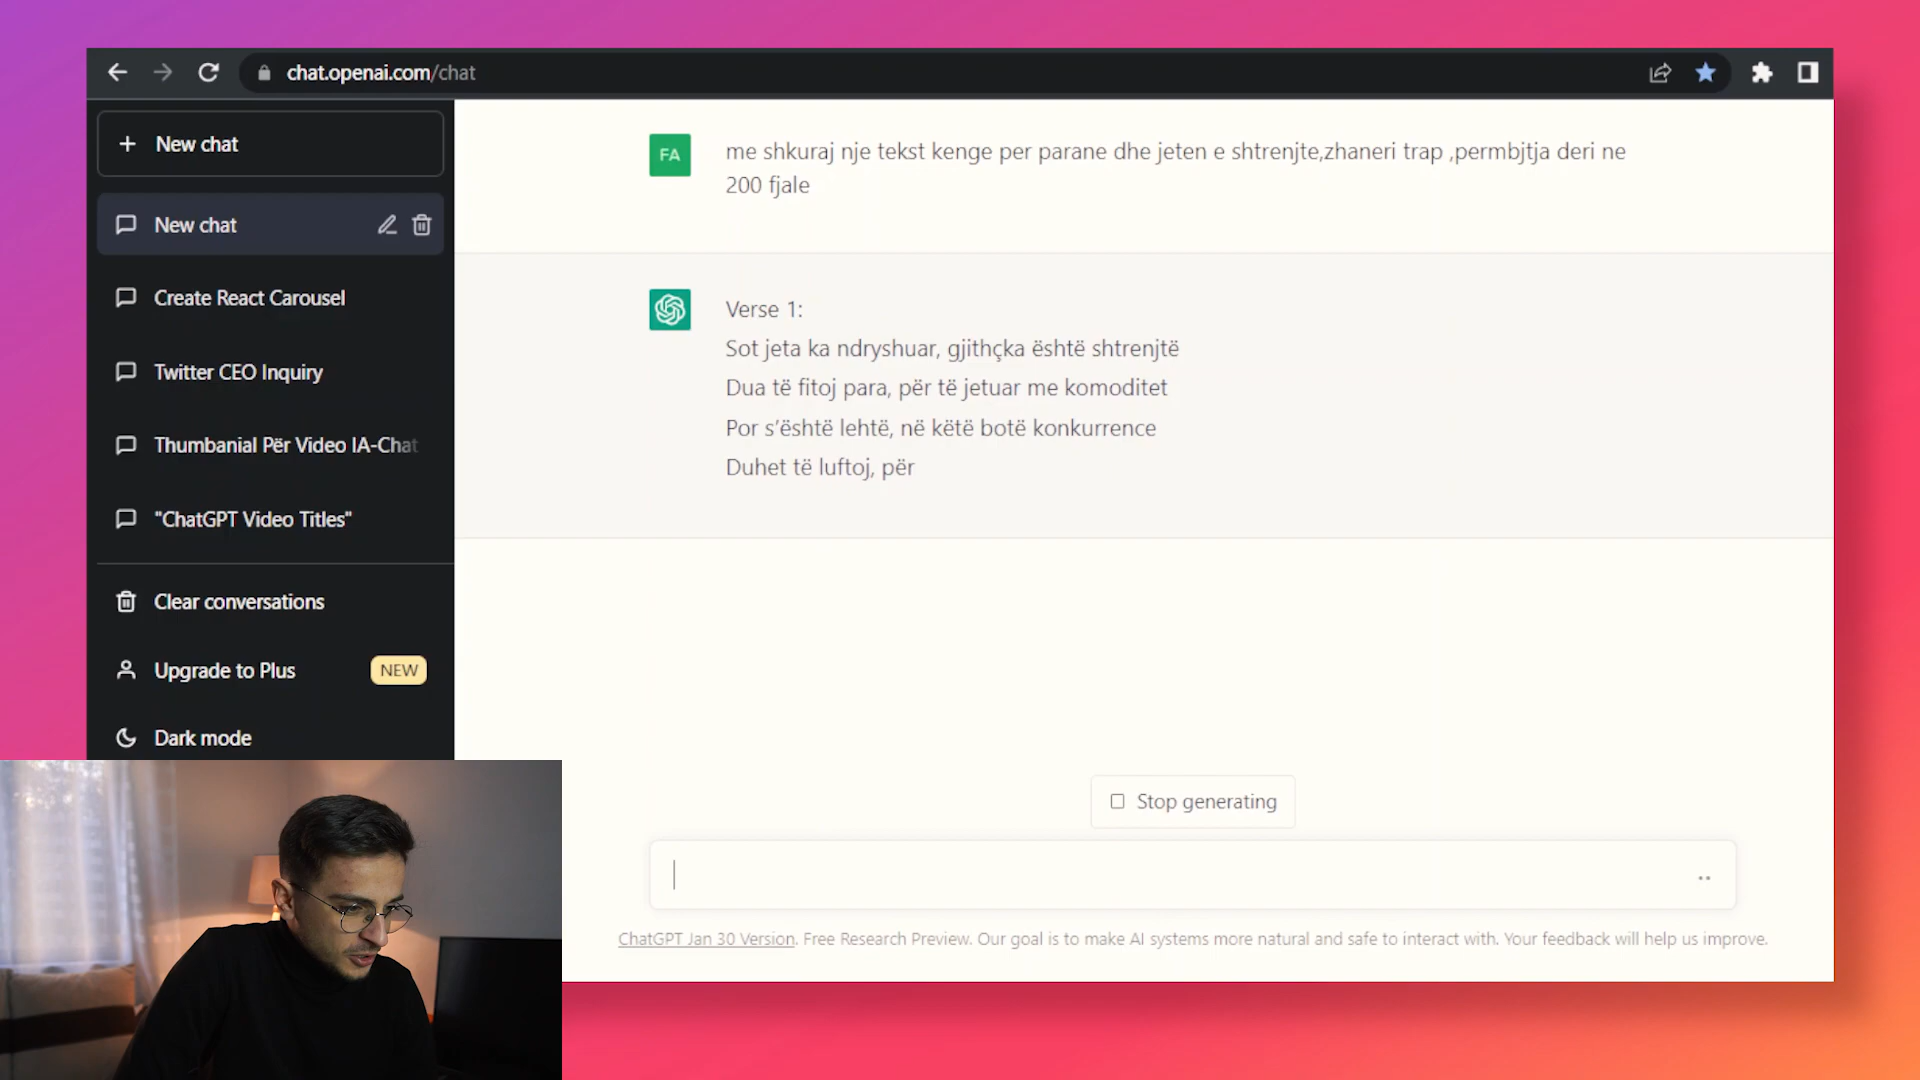 chat.openai.com/chat
New chat
New chat
Create React Carousel
Twitter CEO Inquiry
Thumbanial Për Video IA-Chat
"ChatGPT Video Titles"
Clear conversations
Upgrade to Plus NEW
Dark mode
FA
me shkuraj nje tekst kenge per parane dhe jeten e shtrenjte,zhaneri trap ,permbjtja deri ne
200 fjale
Verse 1:
Sot jeta ka ndryshuar, gjithçka është shtrenjtë
Dua të fitoj para, për të jetuar me komoditet
Por s'është lehtë, në këtë botë konkurrence
Duhet të luftoj, për
Stop generating
ChatGPT Jan 30 Version. Free Research Preview. Our goal is to make AI systems more natural and safe to interact with. Your feedback will help us improve.